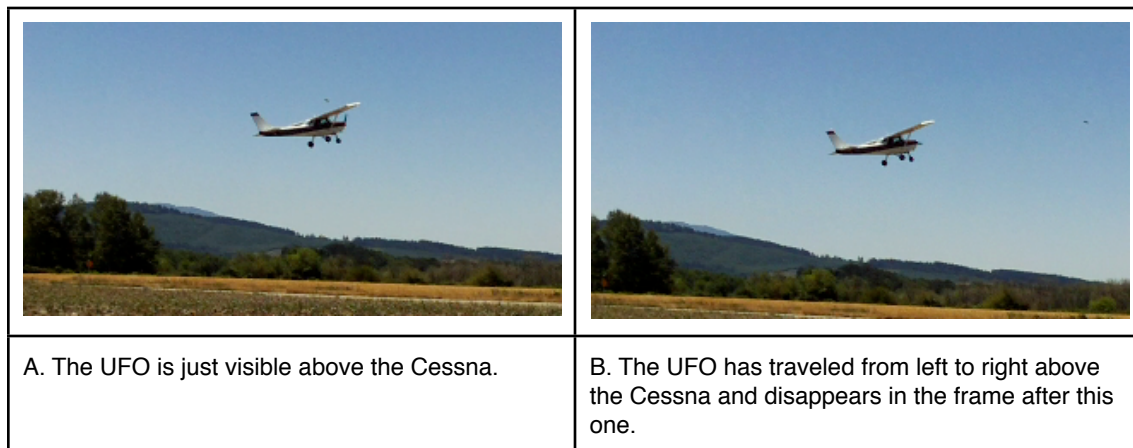 A. The UFO is just visible above the Cessna.
B. The UFO has traveled from left to right above
the Cessna and disappears in the frame after this
one.